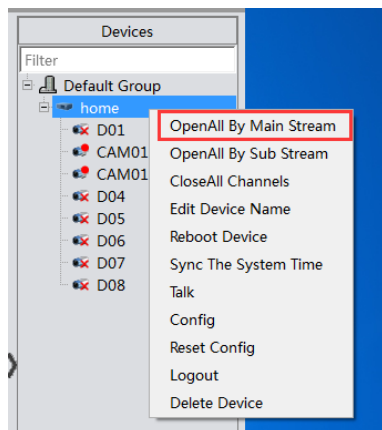 Devices
Filter
Default Group
home
D01
CAM01
CAM01
D04
D05
D06
D07
D08
OpenAll By Main Stream
OpenAll By Sub Stream
CloseAll Channels
Edit Device Name
Reboot Device
Sync The System Time
Talk
Config
Reset Config
Logout
Delete Device